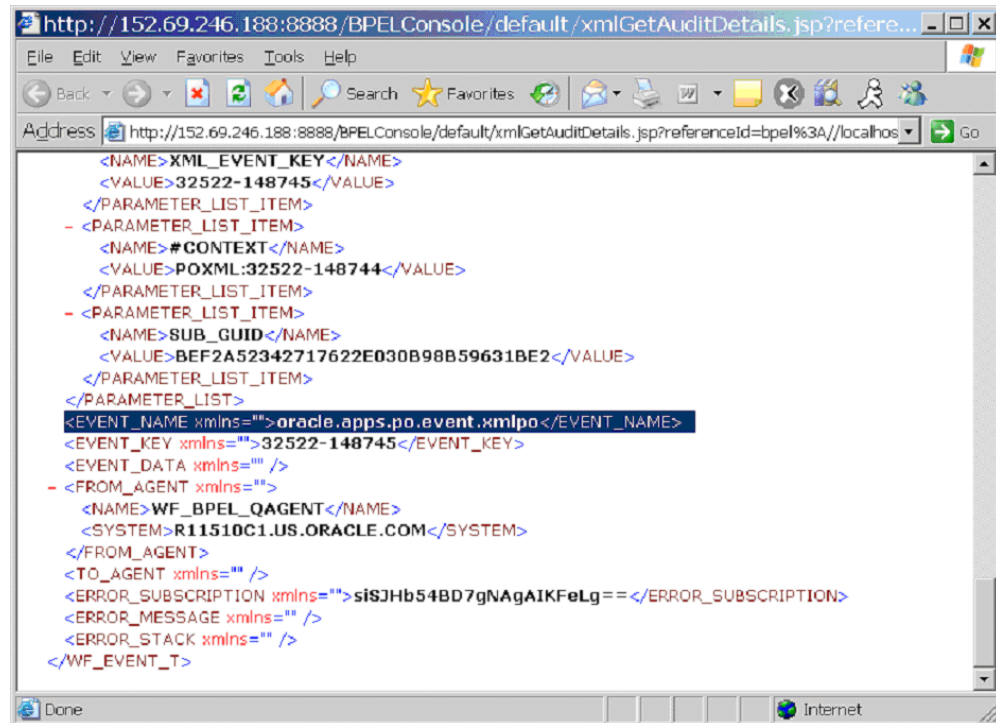 http://152.69.246.188:8888/BPELConsole/default/xmlGetAuditDetails.jsp?refere...
File Edit View Favorites Tools Help
Back Search Favorites
Address http://152.69.246.188:8888/BPELConsole/default/xmlGetAuditDetails.jsp?referenceId=bpel%3A//localhos Go
<NAME>XML_EVENT_KEY</NAME>
<VALUE>32522-148745</VALUE>
</PARAMETER_LIST_ITEM>
- <PARAMETER_LIST_ITEM>
<NAME>#CONTEXT</NAME>
<VALUE>POXML:32522-148744</VALUE>
</PARAMETER_LIST_ITEM>
- <PARAMETER_LIST_ITEM>
<NAME>SUB_GUID</NAME>
<VALUE>BEF2A52342717622E030B98B59631BE2</VALUE>
</PARAMETER_LIST_ITEM>
</PARAMETER_LIST>
<EVENT_NAME xmlns="">oracle.apps.po.event.xmlpo</EVENT_NAME>
<EVENT_KEY xmlns="">32522-148745</EVENT_KEY>
<EVENT_DATA xmlns="" />
- <FROM_AGENT xmlns="">
<NAME>WF_BPEL_QAGENT</NAME>
<SYSTEM>R11510C1.US.ORACLE.COM</SYSTEM>
</FROM_AGENT>
<TO_AGENT xmlns="" />
<ERROR_SUBSCRIPTION xmlns="">siSJHb54BD7gNAgAIKFeLg==</ERROR_SUBSCRIPTION>
<ERROR_MESSAGE xmlns="" />
<ERROR_STACK xmlns="" />
</WF_EVENT_T>
Done Internet